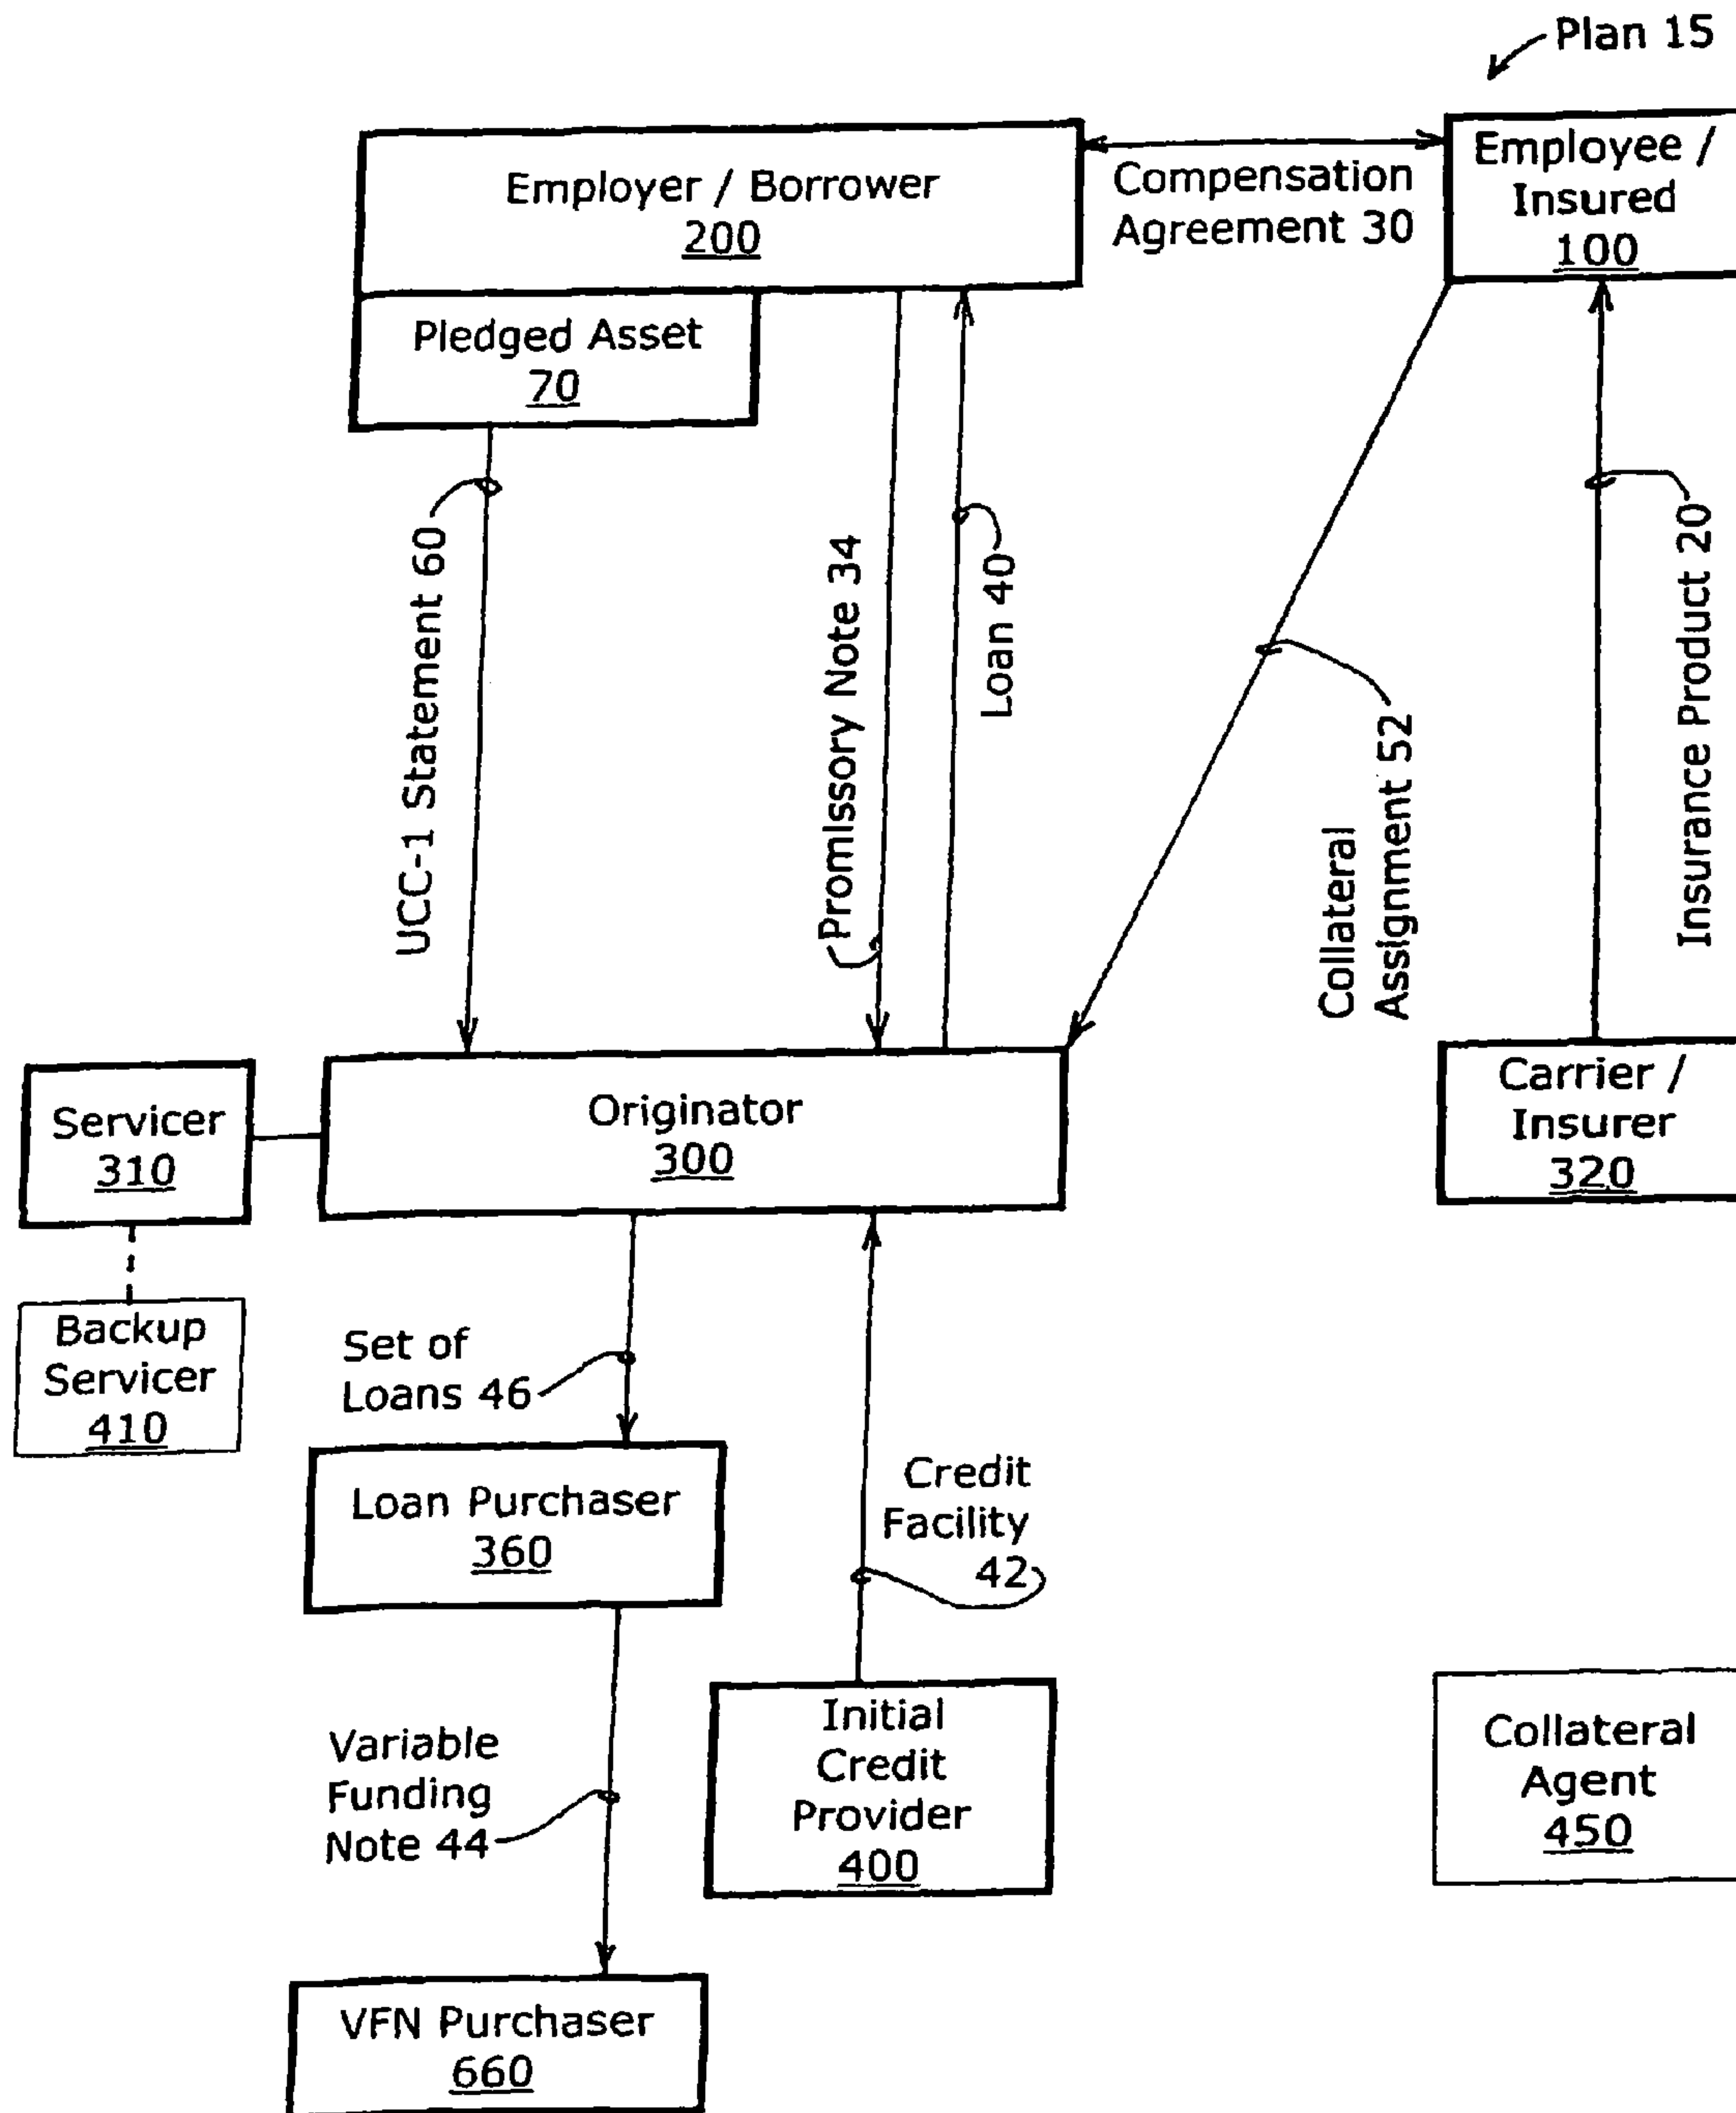 Plan 15
Employer / Borrower
200
Compensation
Agreement 30
Employee /
Insured
100
Pledged Asset
70
UCC-1 Statement 60
Promissory Note 34
Loan 40
Collateral
Assignment 52
Insurance Product 20
Servicer
310
Originator
300
Carrier /
Insurer
320
Backup
Servicer
410
Set of
Loans 46
Loan Purchaser
360
Credit
Facility
42
Variable
Funding
Note 44
Initial
Credit
Provider
400
Collateral
Agent
450
VFN Purchaser
660